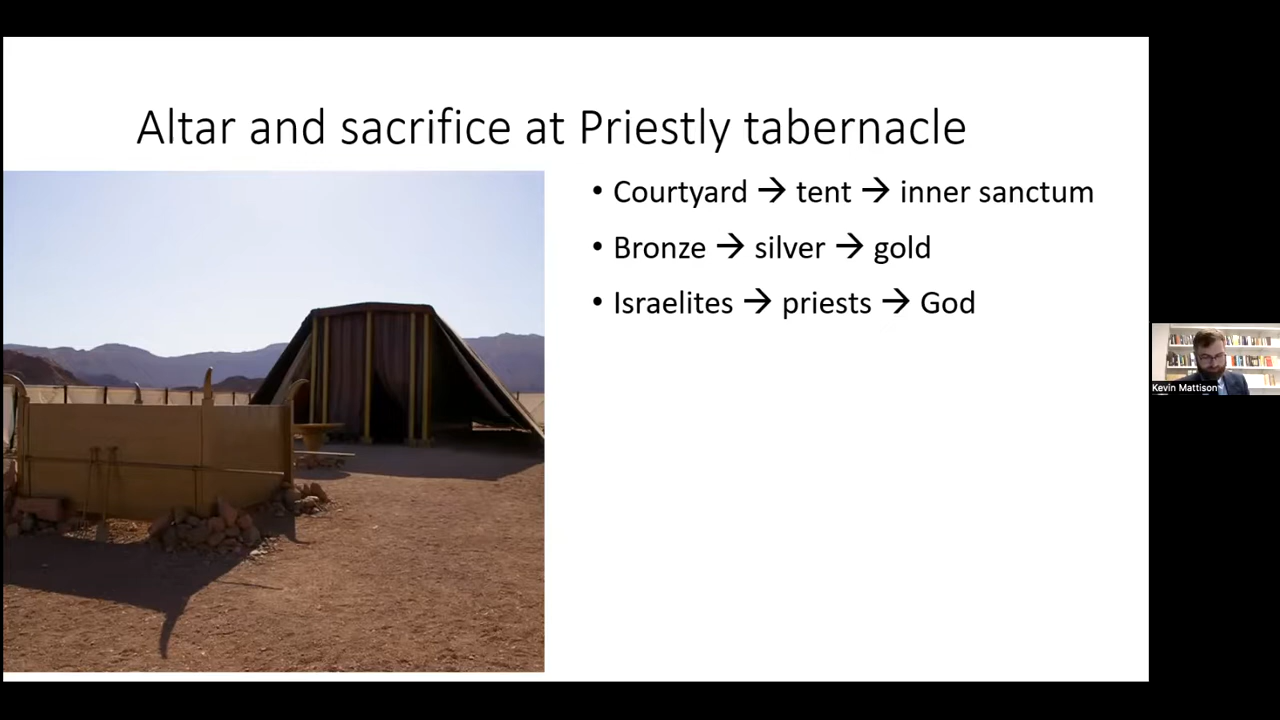 Altar and sacrifice at Priestly tabernacle
• Courtyard → tent → inner sanctum
• Bronze → silver → gold
• Israelites → priests → God
Kevin Mattison